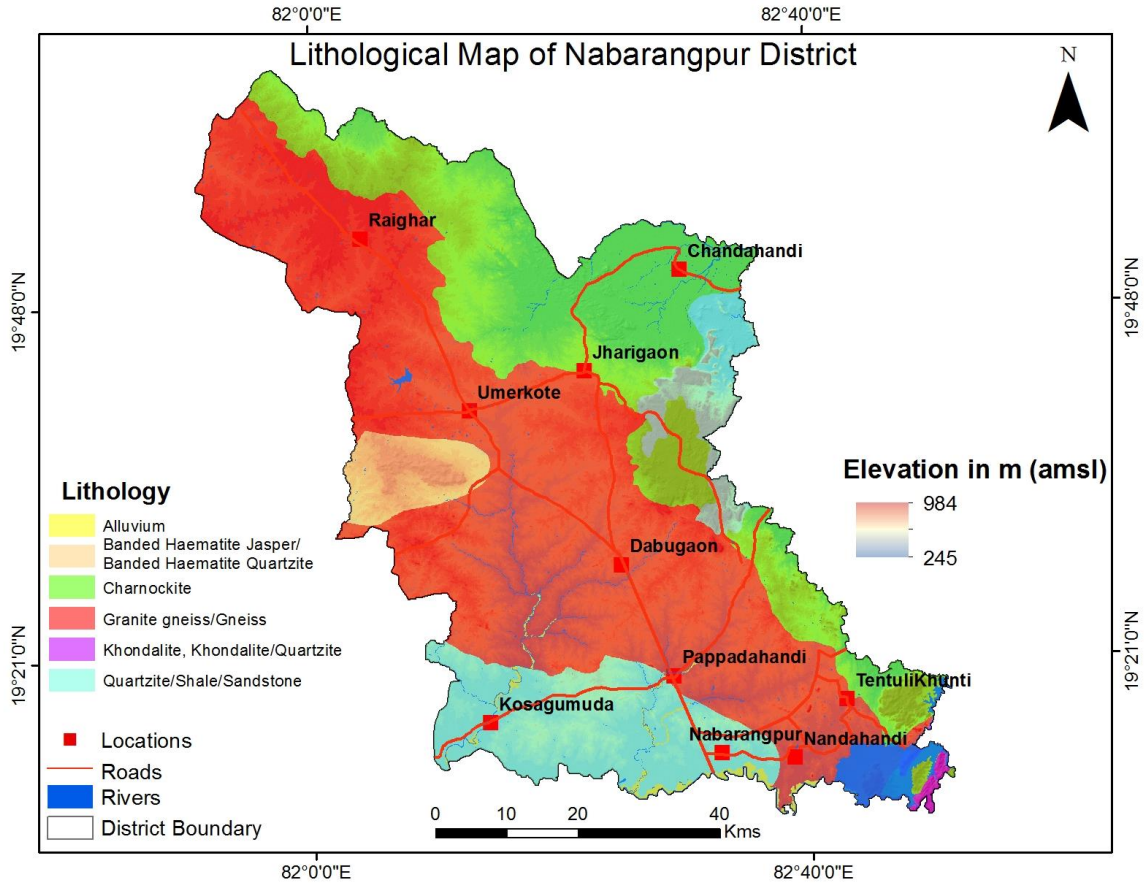 82°0'0"E
82°40'0"E
Lithological Map of Nabarangpur District
N
Raighar
Chandahandi
19°48'0"N
19°48'0"N
Jharigaon
Umerkote
Elevation in m (amsl)
984
245
Lithology
Alluvium
Banded Haematite Jasper/
Banded Haematite Quartzite
Charnockite
Granite gneiss/Gneiss
Khondalite, Khondalite/Quartzite
Quartzite/Shale/Sandstone
Dabugaon
19°21'0"N
19°21'0"N
Pappadahandi
TentuliKhunti
Kosagumuda
Nabarangpur
Nandahandi
Locations
Roads
Rivers
District Boundary
0 10 20 40
Kms
82°0'0"E
82°40'0"E